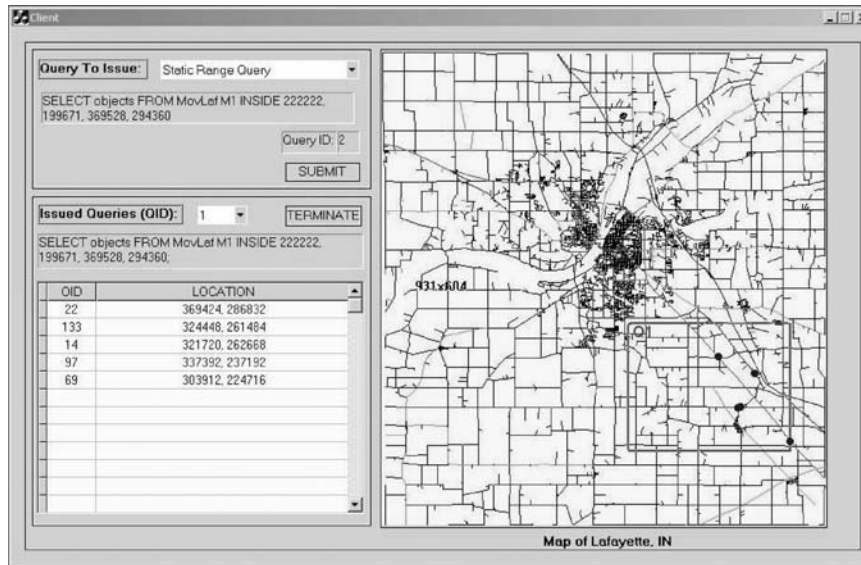 Client
Query To Issue: Static Range Query
SELECT objects FROM MovLaf M1 INSIDE 222222,
199671, 369528, 294360
Query ID: 2
SUBMIT
Issued Queries (QID): 1 TERMINATE
SELECT objects FROM MovLaf M1 INSIDE 222222,
199671, 369528, 294360;
OID LOCATION
22 369424, 286832
133 324448, 261484
14 321720, 262668
97 337392, 237192
69 303912, 224716
931x604
Q1
Map of Lafayette, IN